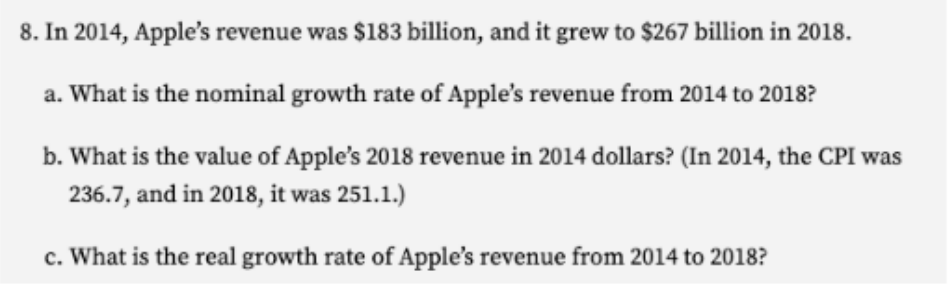 8. In 2014, Apple’s revenue was $183 billion, and it grew to $267 billion in 2018.
a. What is the nominal growth rate of Apple’s revenue from 2014 to 2018?
b. What is the value of Apple’s 2018 revenue in 2014 dollars? (In 2014, the CPI was
236.7, and in 2018, it was 251.1.)
c. What is the real growth rate of Apple’s revenue from 2014 to 2018?